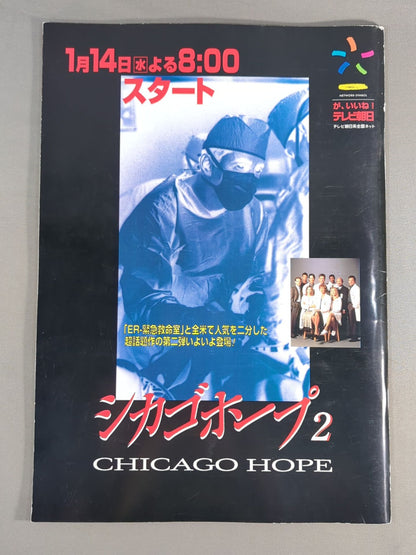 1月14日水よる8:00
スタート
NETWORK SYMBOL
が、いいね!
テレビ朝日
テレビ朝日系全国ネット
「ER-緊急救命室」と全米で人気を二分した
超話題作の第二弾いよいよ登場!
シカゴホープ2
CHICAGO HOPE